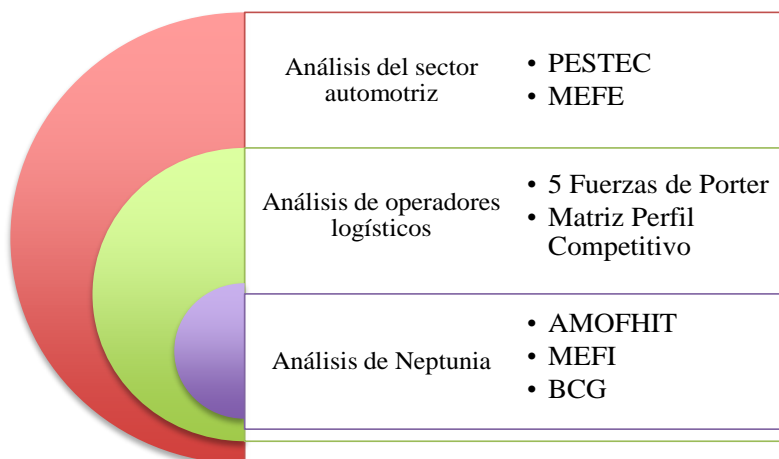 Análisis del sector
automotriz
• PESTEC
• MEFE
Análisis de operadores
logísticos
• 5 Fuerzas de Porter
• Matriz Perfil
Competitivo
Análisis de Neptunia
• AMOFHIT
• MEFI
• BCG